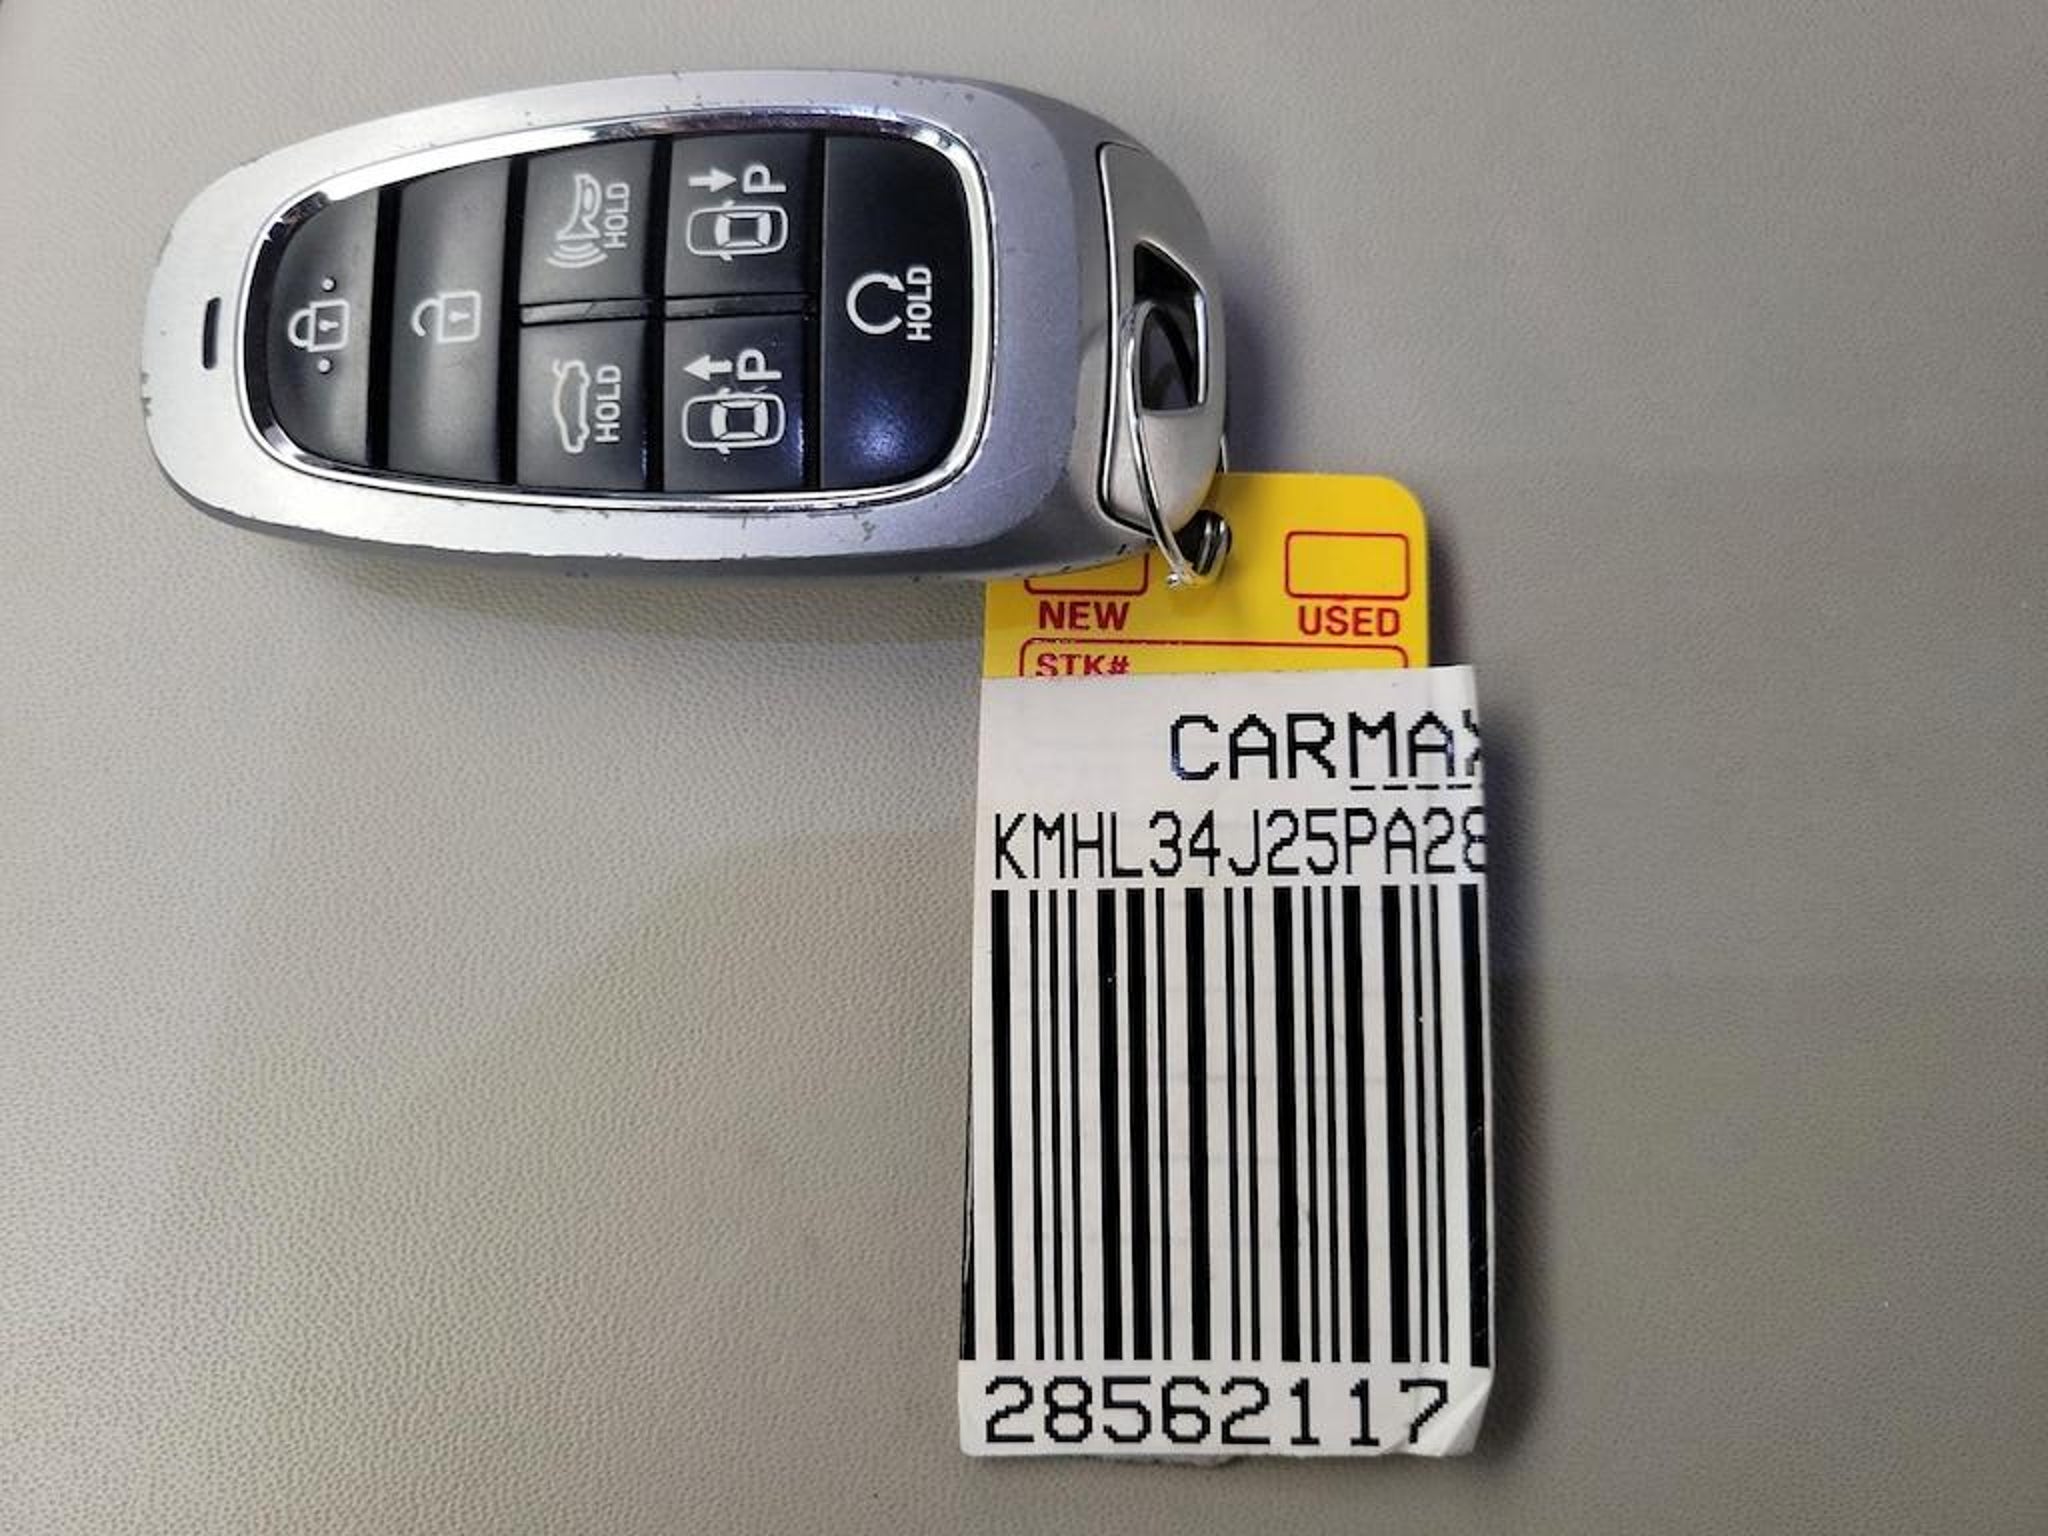 HOLD
HOLD
P
P
HOLD
NEW
USED
STK#
CARMAX
KMHL34J25PA28
28562117